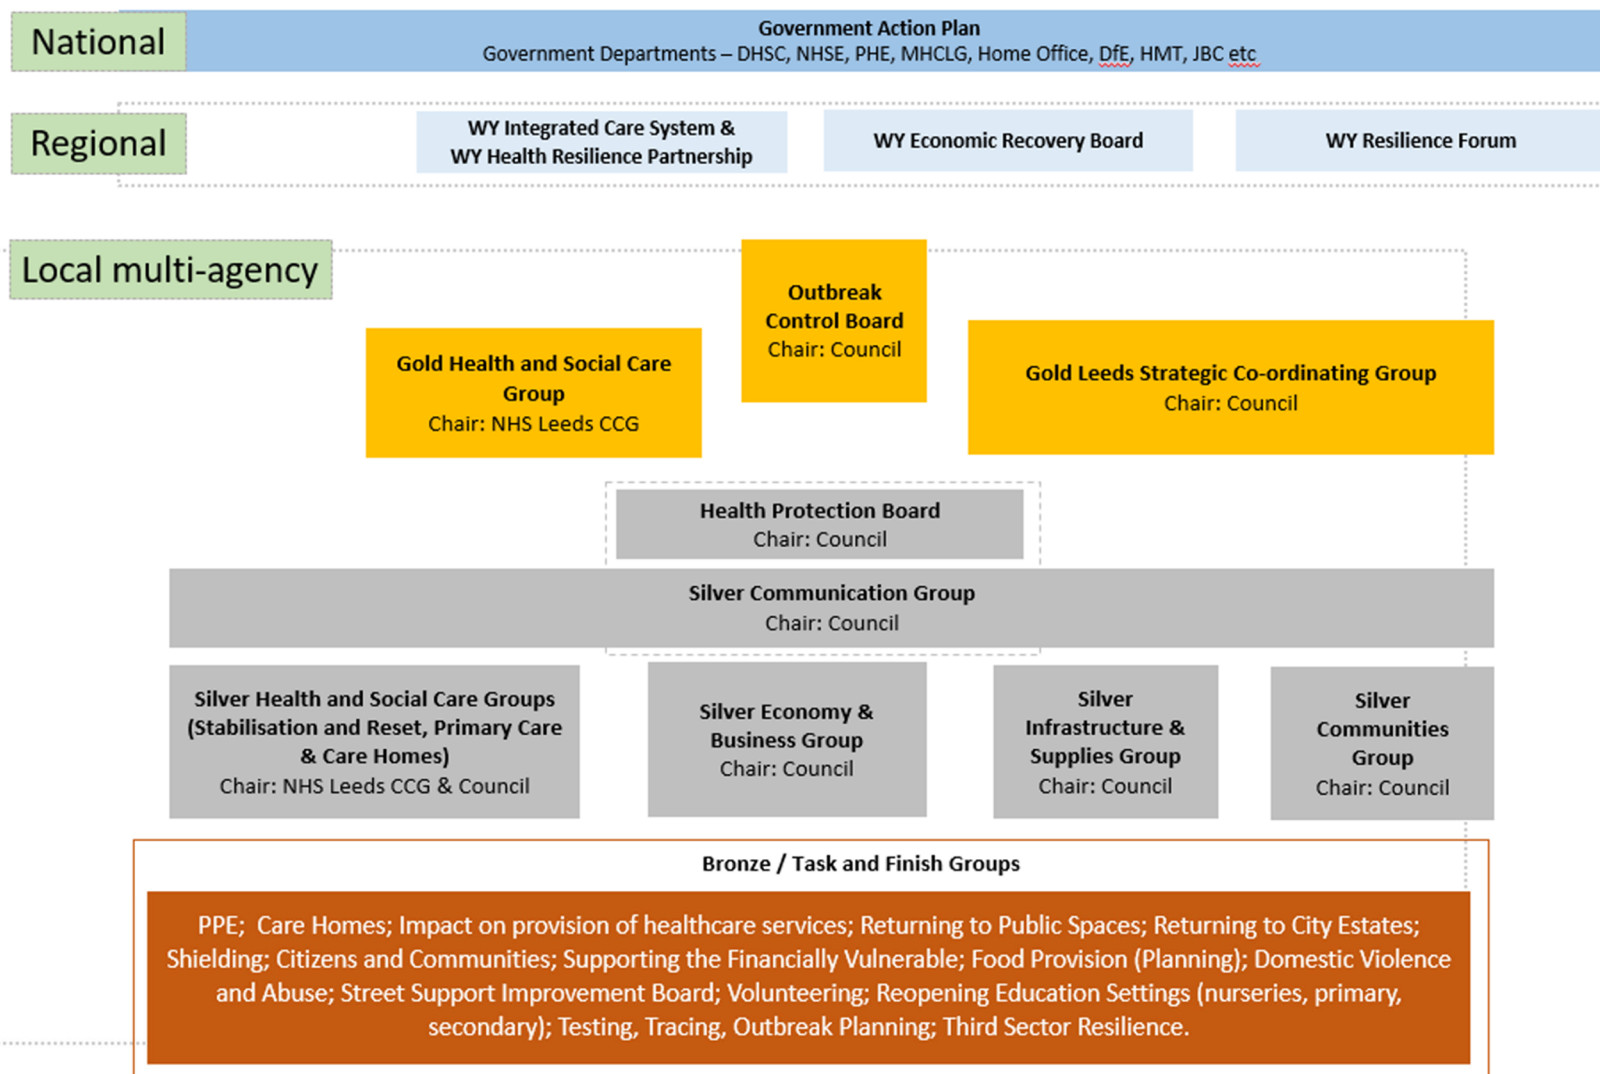 National
Government Action Plan
Government Departments – DHSC, NHSE, PHE, MHCLG, Home Office, DfE, HMT, JBC etc
Regional
WY Integrated Care System &
WY Health Resilience Partnership
WY Economic Recovery Board
WY Resilience Forum
Local multi-agency
Outbreak
Control Board
Chair: Council
Gold Health and Social Care
Group
Chair: NHS Leeds CCG
Gold Leeds Strategic Co-ordinating Group
Chair: Council
Health Protection Board
Chair: Council
Silver Communication Group
Chair: Council
Silver Health and Social Care Groups
(Stabilisation and Reset, Primary Care
& Care Homes)
Chair: NHS Leeds CCG & Council
Silver Economy &
Business Group
Chair: Council
Silver
Infrastructure &
Supplies Group
Chair: Council
Silver
Communities
Group
Chair: Council
Bronze / Task and Finish Groups
PPE;  Care Homes; Impact on provision of healthcare services; Returning to Public Spaces; Returning to City Estates;
Shielding; Citizens and Communities; Supporting the Financially Vulnerable; Food Provision (Planning); Domestic Violence
and Abuse; Street Support Improvement Board; Volunteering; Reopening Education Settings (nurseries, primary,
secondary); Testing, Tracing, Outbreak Planning; Third Sector Resilience.